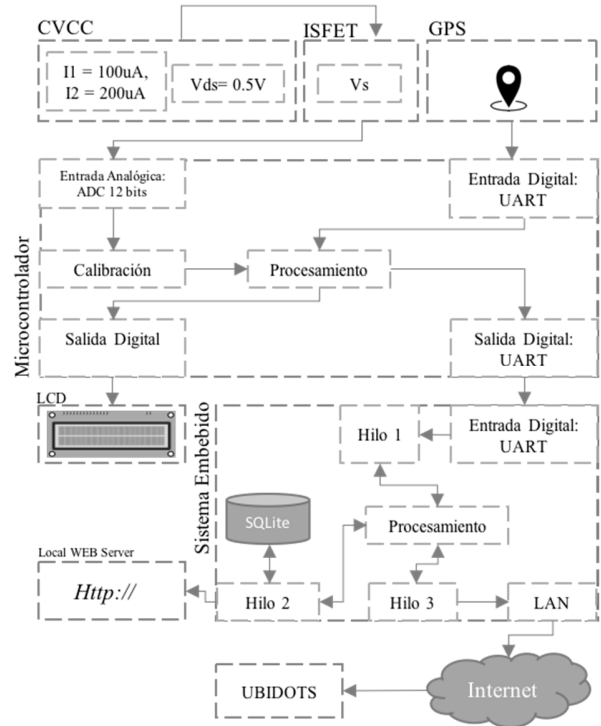 CVCC
ISFET
GPS
I1 = 100uA,
I2 = 200uA
Vds= 0.5V
Vs
Entrada Analógica:
ADC 12 bits
Entrada Digital:
UART
Microcontrolador
Calibración
Procesamiento
Salida Digital
Salida Digital:
UART
LCD
Sistema Embebido
Hilo 1
Entrada Digital:
UART
SQLite
Procesamiento
Local WEB Server
Http://
Hilo 2
Hilo 3
LAN
UBIDOTS
Internet